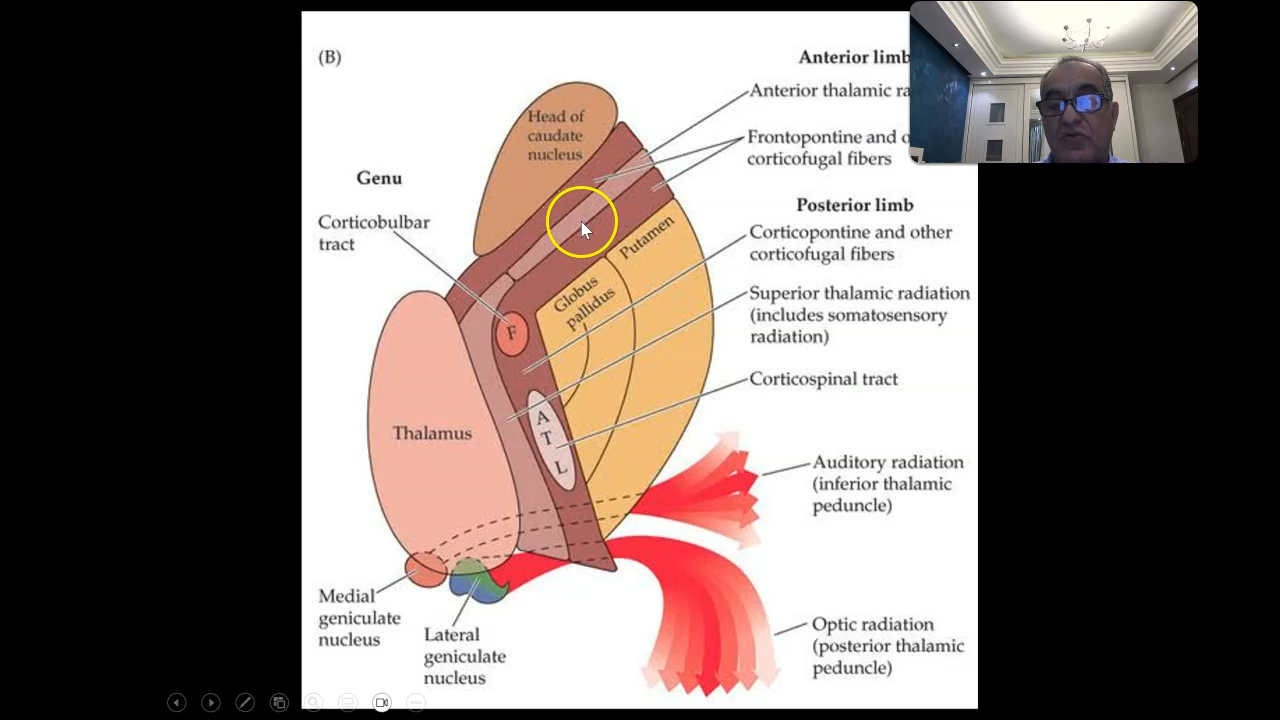 (B)
Anterior limb
Anterior thalamic
Frontopontine and
corticofugal fibers
Head of
caudate
nucleus
Genu
Corticobulbar
tract
Posterior limb
Corticopontine and other
corticofugal fibers
Putamen
Globus
pallidus
Superior thalamic radiation
(includes somatosensory
radiation)
F
Corticospinal tract
A
T
L
Thalamus
Auditory radiation
(inferior thalamic
peduncle)
Medial
geniculate
nucleus
Lateral
geniculate
nucleus
Optic radiation
(posterior thalamic
peduncle)